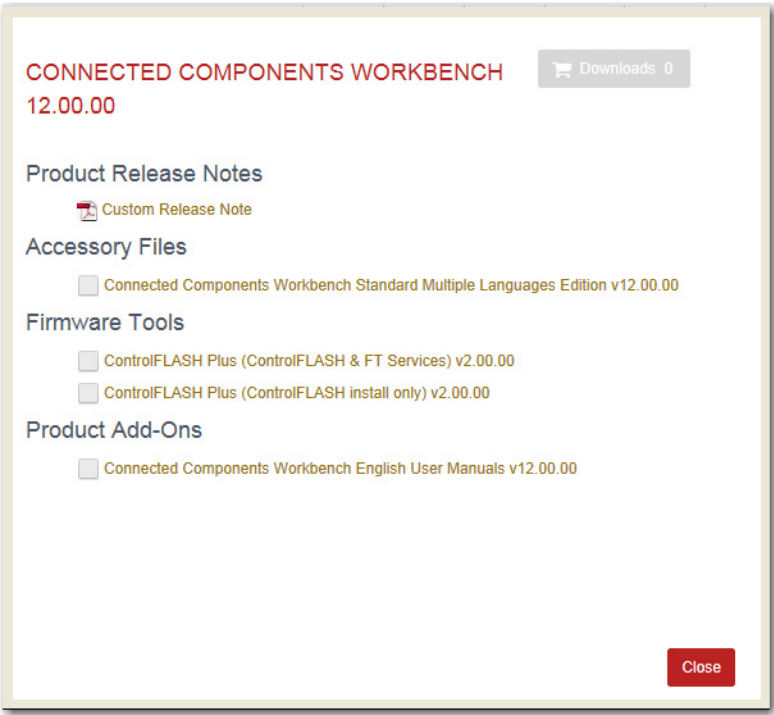 CONNECTED COMPONENTS WORKBENCH
12.00.00
Downloads 0
Product Release Notes
Custom Release Note
Accessory Files
Connected Components Workbench Standard Multiple Languages Edition v12.00.00
Firmware Tools
ControlFLASH Plus (ControlFLASH & FT Services) v2.00.00
ControlFLASH Plus (ControlFLASH install only) v2.00.00
Product Add-Ons
Connected Components Workbench English User Manuals v12.00.00
Close